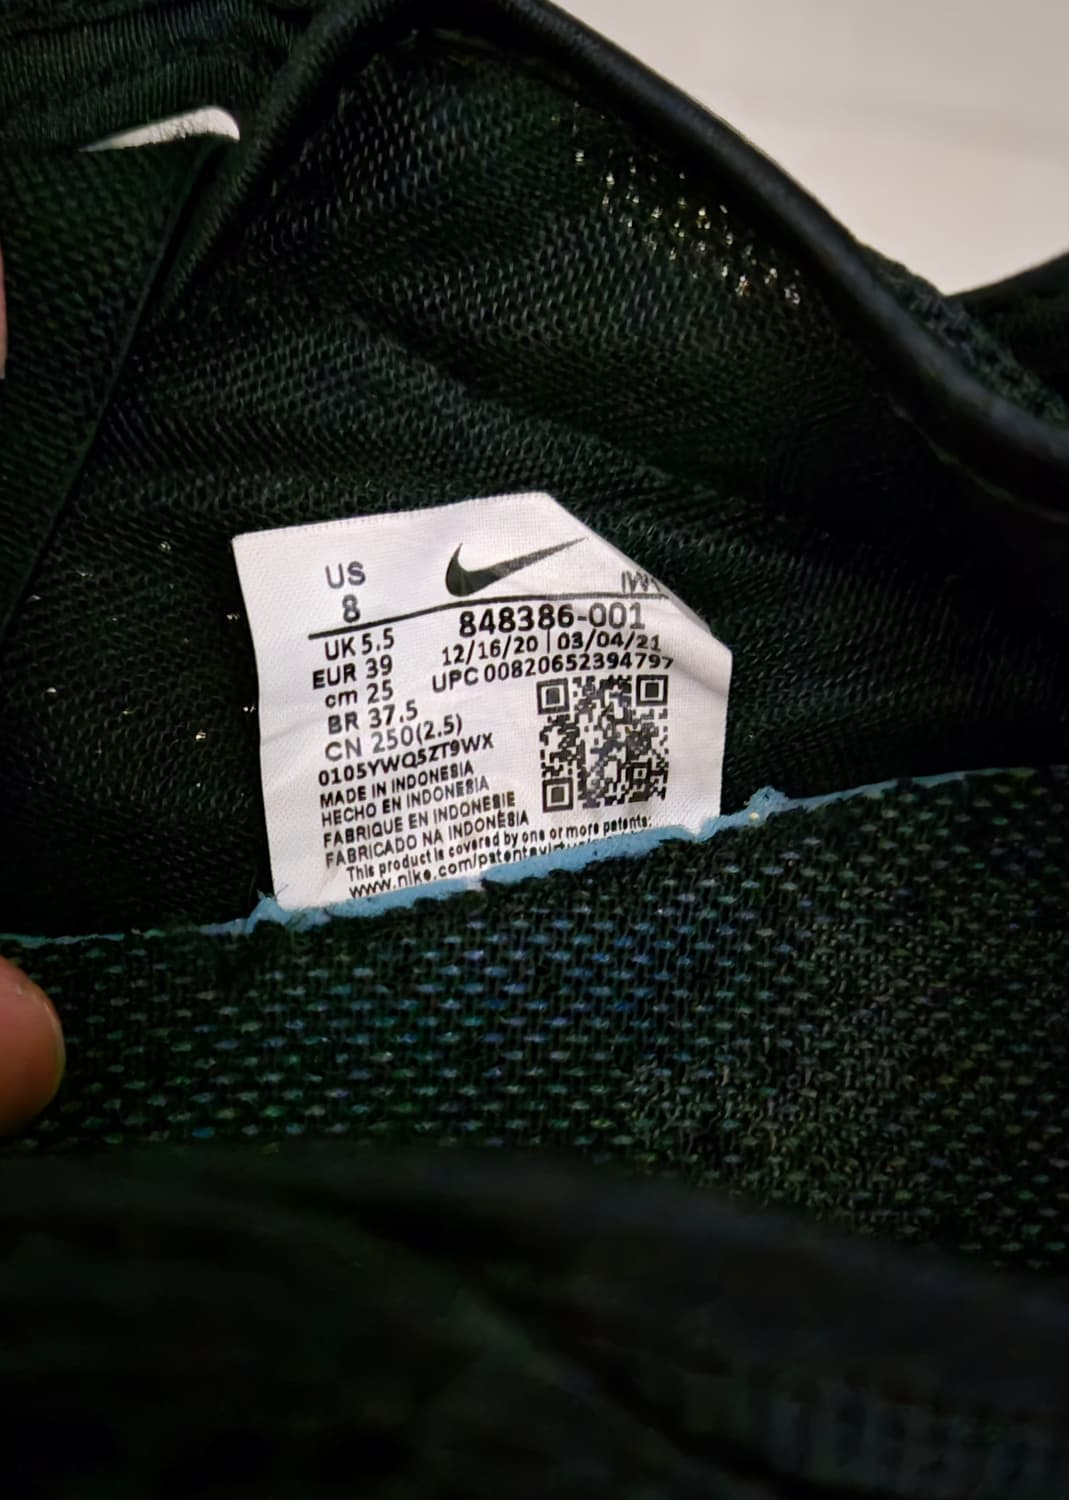 US
8
848386-001
UK 5.5
12/16/20 | 03/04/21
EUR 39
UPC 00820652394797
cm 25
BR 37.5
CN 250(2.5)
0105YWQ5ZT9WX
MADE IN INDONESIA
HECHO EN INDONESIA
FABRIQUE EN INDONESIE
FABRICADO NA INDONÉSIA
This product is covered by one or more patents:
www.nike.com/patents